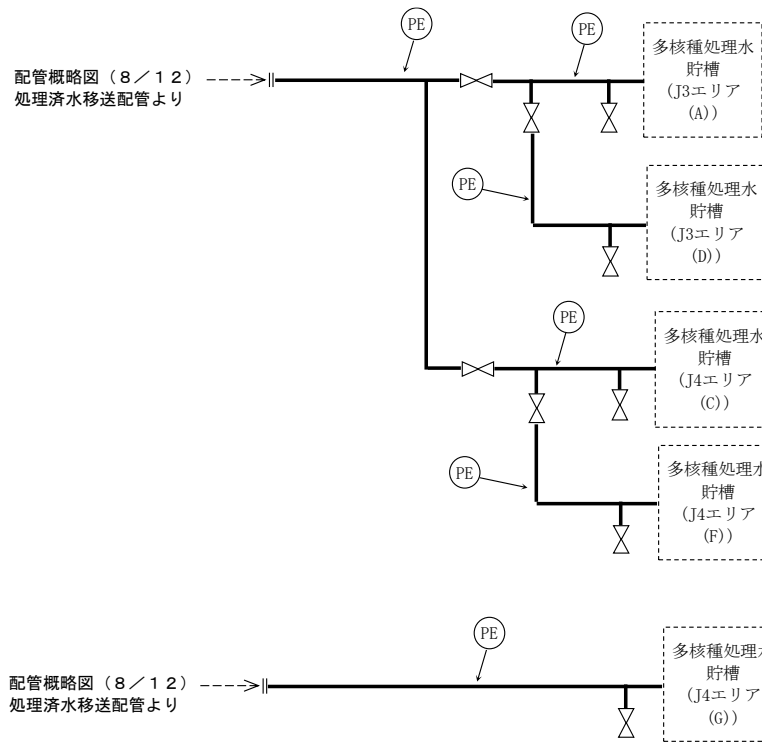 PE
PE
配管概略図（８／１２）
処理済水移送配管より
多核種処理水
貯槽
(J3エリア
(A))
PE
多核種処理水
貯槽
(J3エリア
(D))
PE
多核種処理水
貯槽
(J4エリア
(C))
PE
多核種処理水
貯槽
(J4エリア
(F))
PE
配管概略図（８／１２）
処理済水移送配管より
多核種処理水
貯槽
(J4エリア
(G))